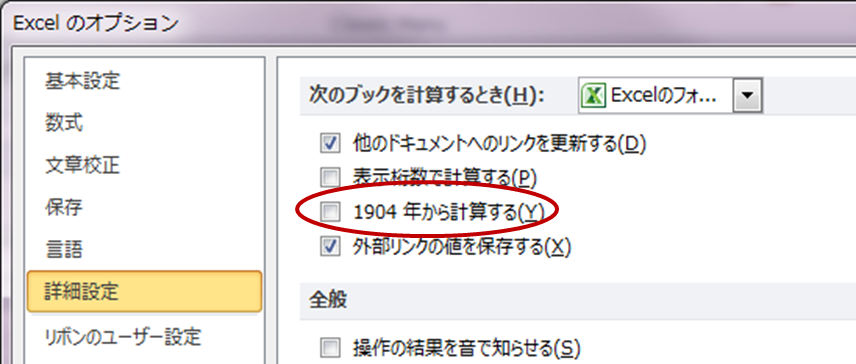 Excel のオプション
基本設定
数式
文章校正
保存
言語
詳細設定
リボンのユーザー設定
次のブックを計算するとき(H):
Excelのフォ...
他のドキュメントへのリンクを更新する(D)
表示桁数で計算する(P)
1904 年から計算する(Y)
外部リンクの値を保存する(X)
全般
操作の結果を音で知らせる(S)